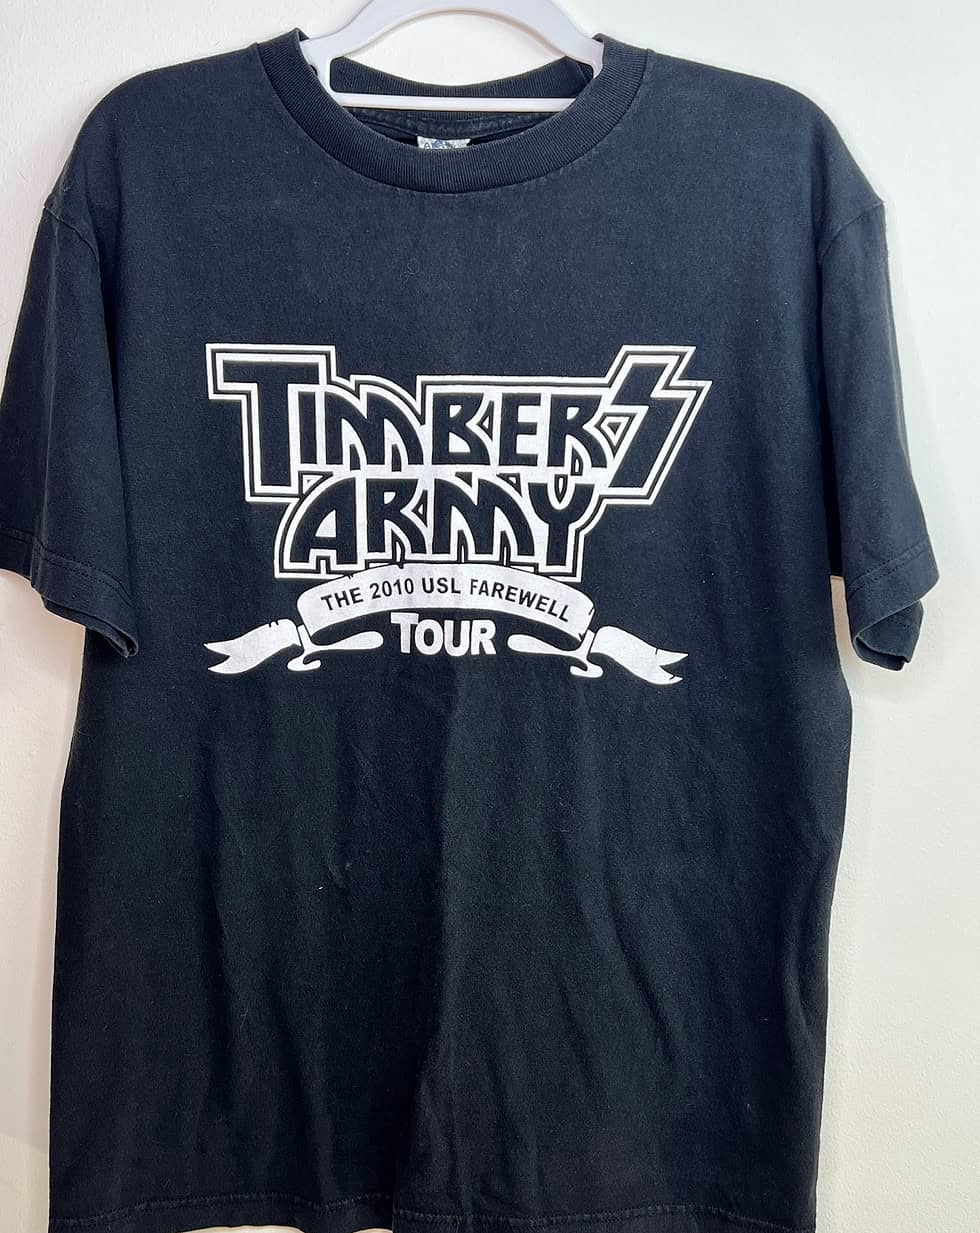 TIMBERS
ARMY
THE 2010 USL FAREWELL
TOUR